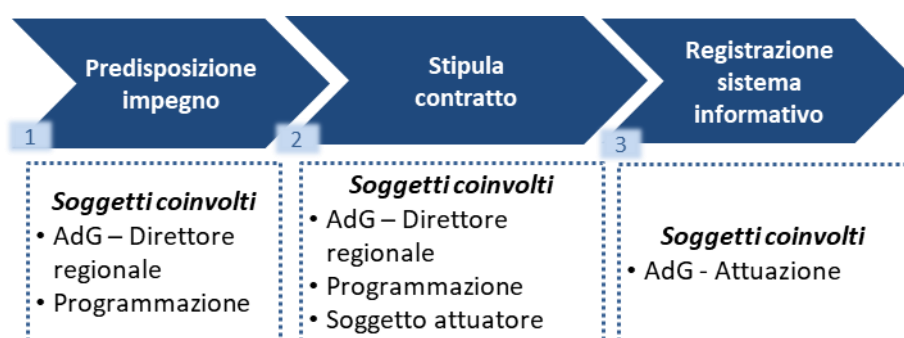 Predisposizione
impegno
Stipula
contratto
Registrazione
sistema
informativo
1
2
3
Soggetti coinvolti
• AdG – Direttore
regionale
• Programmazione
Soggetti coinvolti
• AdG – Direttore
regionale
• Programmazione
• Soggetto attuatore
Soggetti coinvolti
• AdG - Attuazione